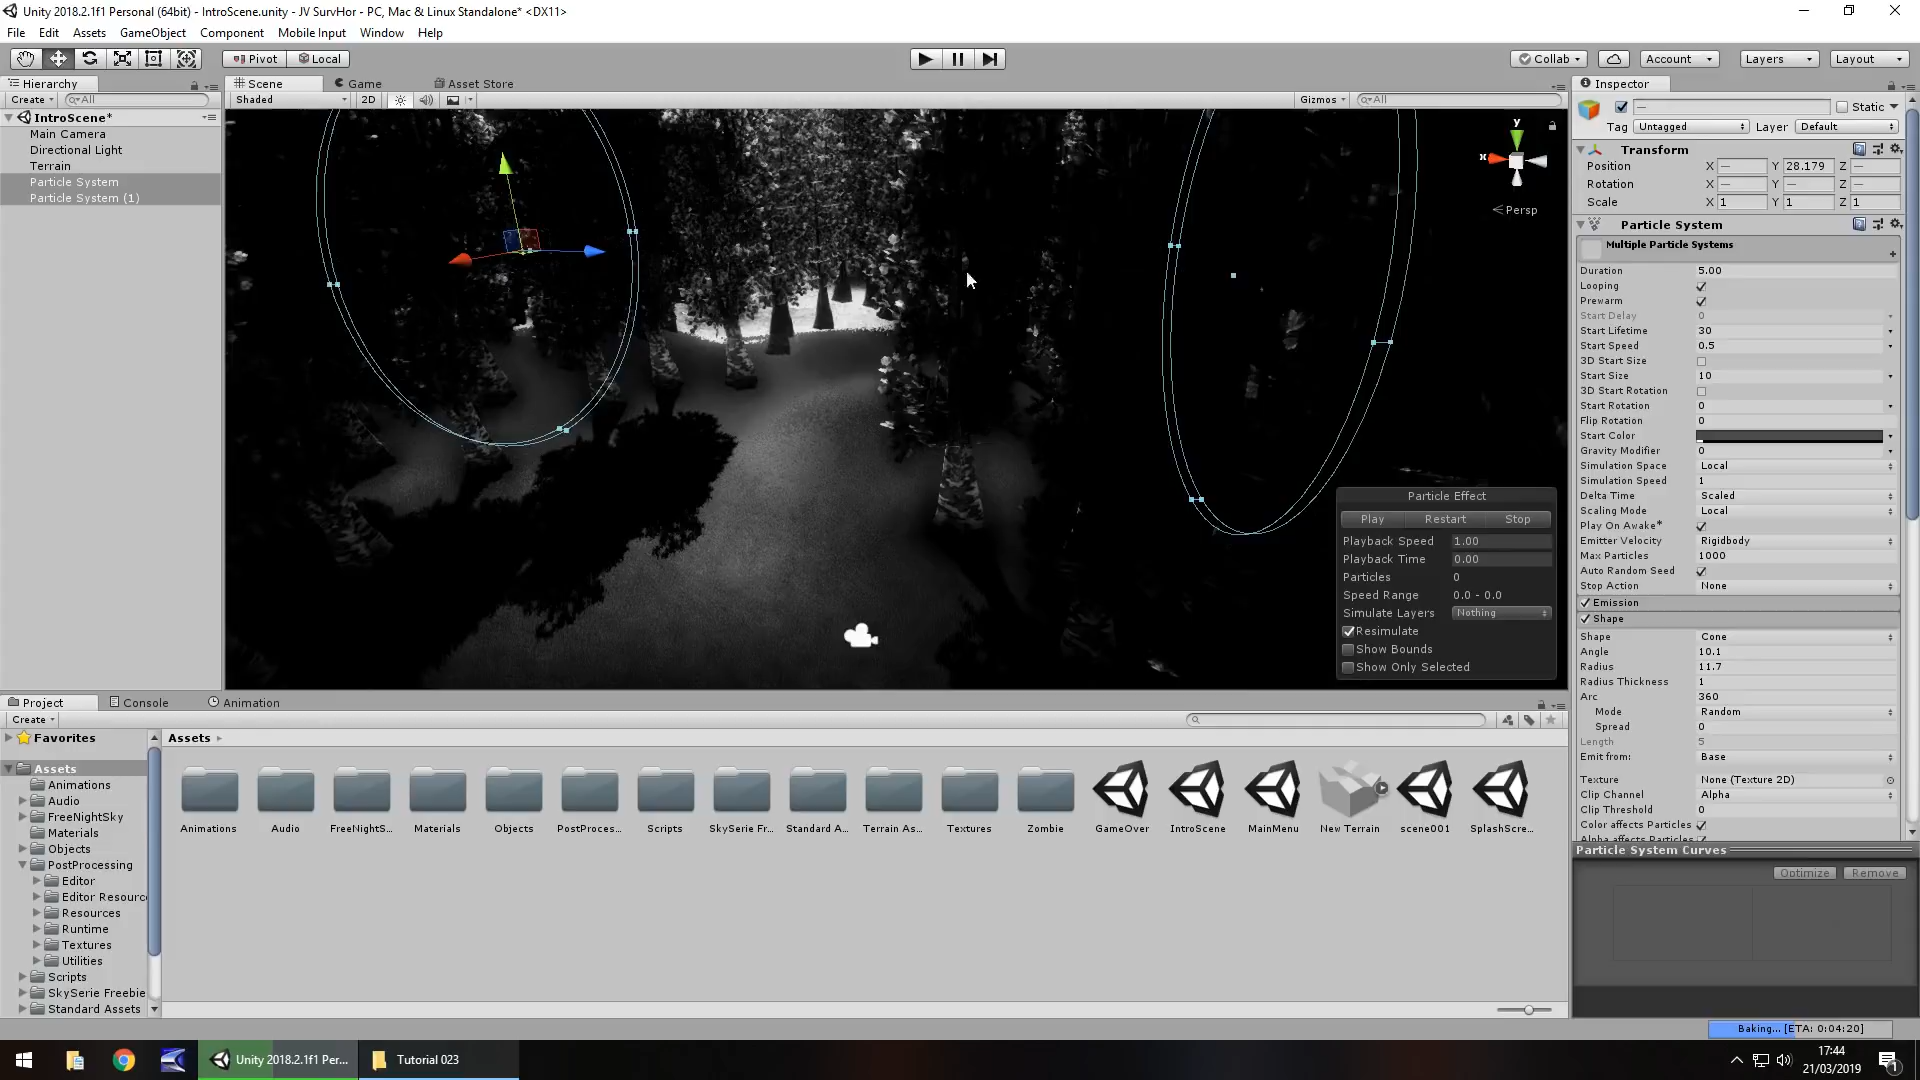 Unity 2018.2.1f1 Personal (64bit) - IntroScene.unity - JV SurvHor - PC, Mac & Linux Standalone* <DX11>
File Edit Assets GameObject Component Mobile Input Window Help
Pivot Local Collab Account Layers Layout
Hierarchy Scene Game Asset Store Inspector
Create All Shaded 2D Gizmos All Static
IntroScene*
Main Camera
Directional Light
Terrain
Particle System
Particle System (1)
y
x
Persp
Tag Untagged Layer Default
Transform
Position X — Y 28.179 Z —
Rotation X — Y — Z —
Scale X 1 Y 1 Z 1
Particle System
Multiple Particle Systems
Duration 5.00
Looping
Prewarm
Start Delay 0
Start Lifetime 30
Start Speed 0.5
3D Start Size
Start Size 10
3D Start Rotation
Start Rotation 0
Flip Rotation 0
Start Color
Gravity Modifier 0
Simulation Space Local
Simulation Speed 1
Delta Time Scaled
Scaling Mode Local
Play On Awake*
Emitter Velocity Rigidbody
Max Particles 1000
Auto Random Seed
Stop Action None
Emission
Shape
Shape Cone
Angle 10.1
Radius 11.7
Radius Thickness 1
Arc 360
Mode Random
Spread 0
Length 5
Emit from: Base
Texture None (Texture 2D)
Clip Channel Alpha
Clip Threshold 0
Color affects Particles
Alpha affects Particles
Particle System Curves
Optimize Remove
Particle Effect
Play Restart Stop
Playback Speed 1.00
Playback Time 0.00
Particles 0
Speed Range 0.0 - 0.0
Simulate Layers Nothing
Resimulate
Show Bounds
Show Only Selected
Project Console Animation
Create
Favorites
Assets
Animations
Audio
FreeNightSky
Materials
Objects
PostProcessing
Editor
Editor Resourc
Resources
Runtime
Textures
Utilities
Scripts
SkySerie Freebie
Standard Assets
Assets
Animations Audio FreeNightS... Materials Objects PostProces... Scripts SkySerie Fr... Standard A... Terrain As... Textures Zombie GameOver IntroScene MainMenu New Terrain scene001 SplashScre...
Baking... [ETA: 0:04:20]
Unity 2018.2.1f1 Per... Tutorial 023
17:44
21/03/2019
1